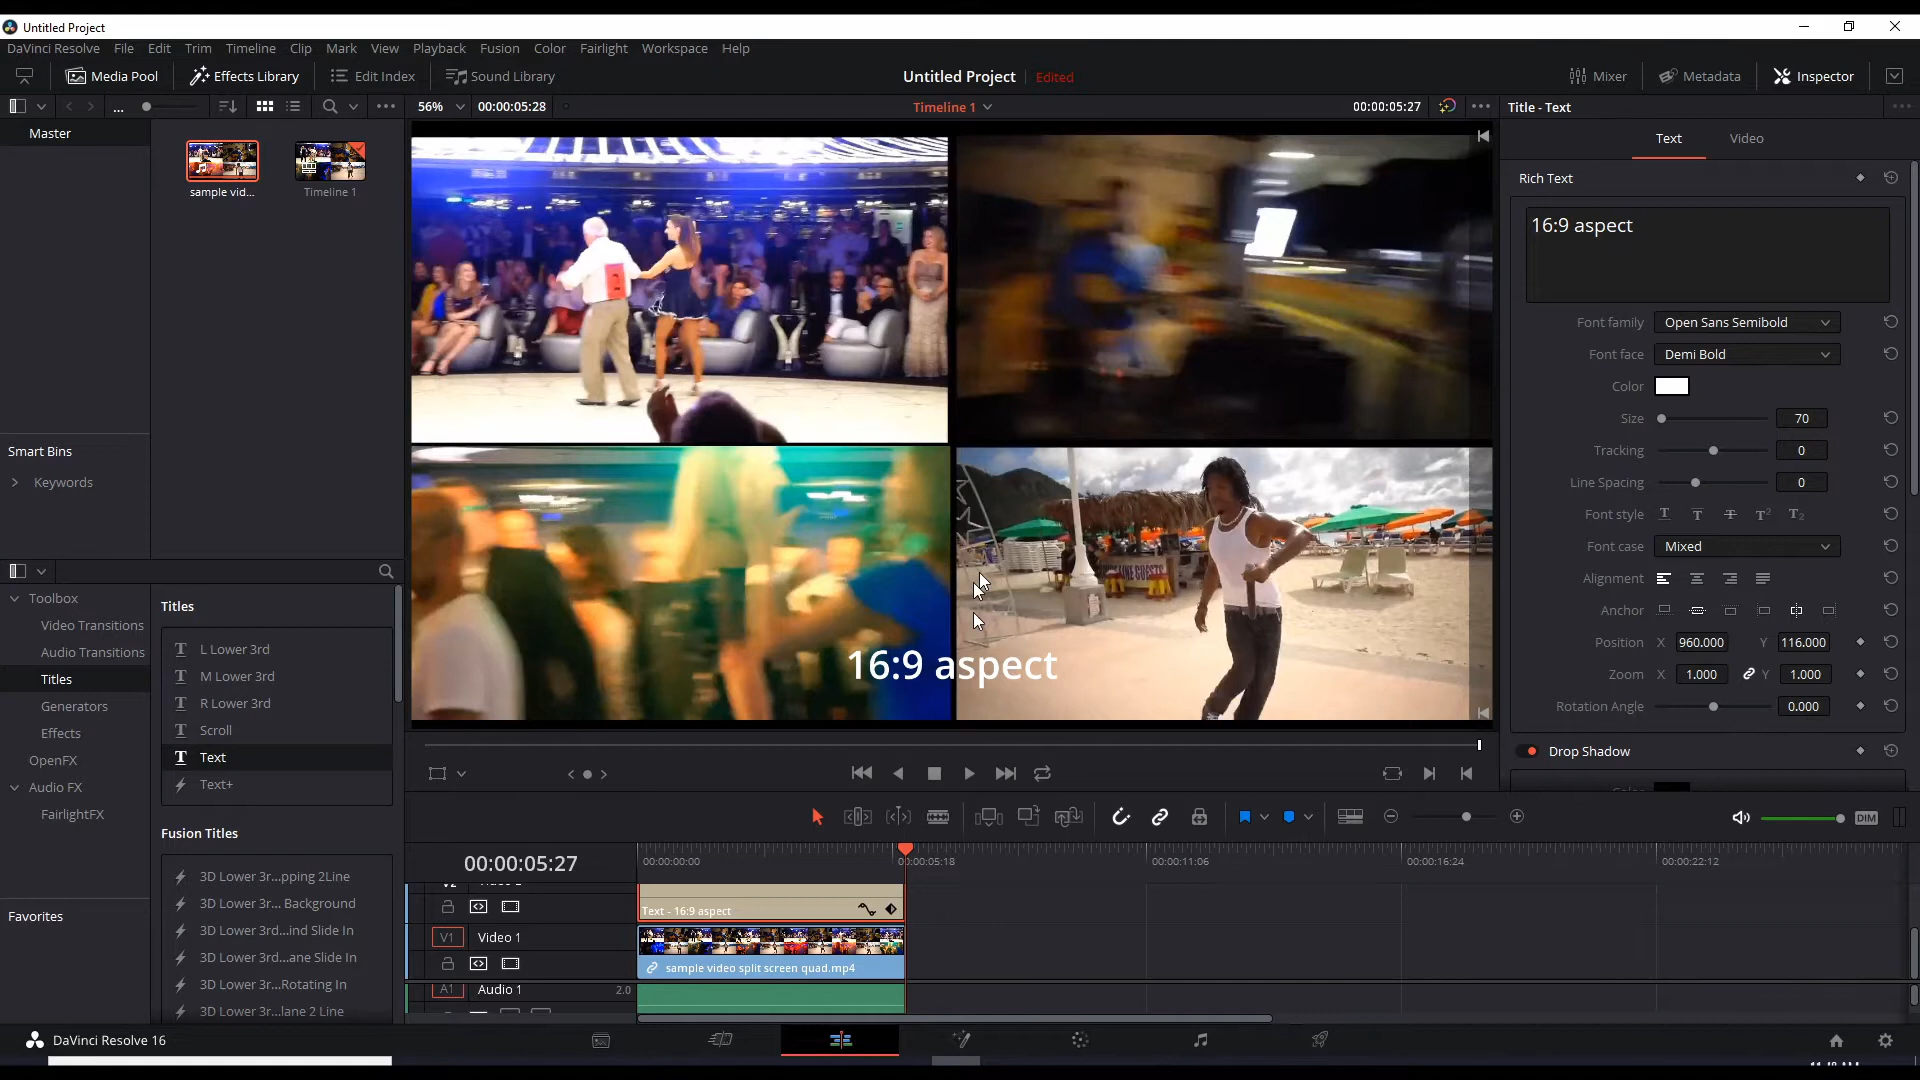 Untitled Project
DaVinci Resolve File Edit Trim Timeline Clip Mark View Playback Fusion Color Fairlight Workspace Help
Media Pool Effects Library Edit Index Sound Library Untitled Project Edited Mixer Metadata Inspector
... 56% 00:00:05:28 Timeline 1 00:00:05:27 Title - Text
Master
sample vid... Timeline 1
Text Video
Rich Text
16:9 aspect
Font family Open Sans Semibold
Font face Demi Bold
Color
Size 70
Tracking 0
Line Spacing 0
Font style T T T T2 T2
Font case Mixed
Alignment
Anchor
Position X 960.000 Y 116.000
Zoom X 1.000 Y 1.000
Rotation Angle 0.000
Drop Shadow
Smart Bins
Keywords
16:9 aspect
Toolbox
Video Transitions
Audio Transitions
Titles
Generators
Effects
OpenFX
Audio FX
FairlightFX
Favorites
Titles
L Lower 3rd
M Lower 3rd
R Lower 3rd
Scroll
Text
Text+
Fusion Titles
3D Lower 3r...pping 2Line
3D Lower 3r... Background
3D Lower 3rd...ind Slide In
3D Lower 3rd...ane Slide In
3D Lower 3r...Rotating In
3D Lower 3r...lane 2 Line
DIM
00:00:05:27 00:00:00:00 00:00:05:18 00:00:11:06 00:00:16:24 00:00:22:12
Text - 16:9 aspect
V1 Video 1
sample video split screen quad.mp4
A1 Audio 1 2.0
DaVinci Resolve 16